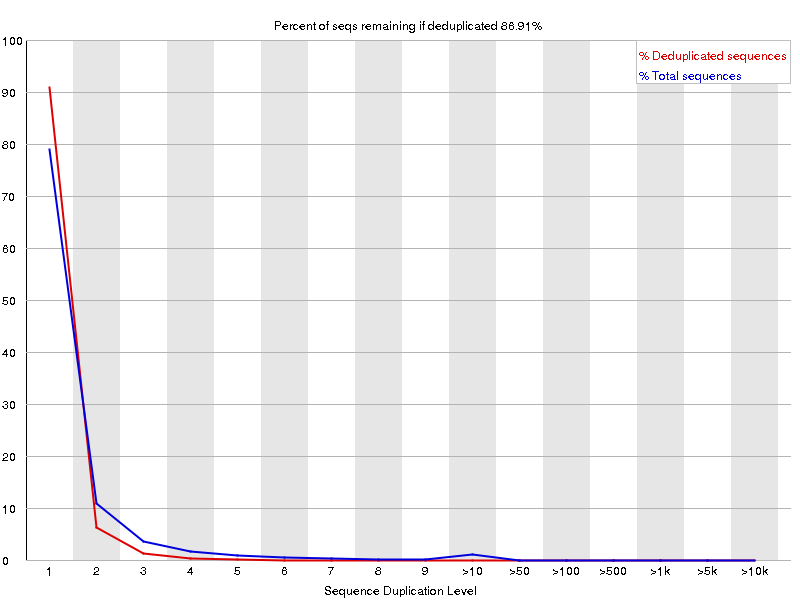 Percent of seqs remaining if deduplicated 86.91%
% Deduplicated sequences
% Total sequences
100
90
80
70
60
50
40
30
20
10
0
1 2 3 4 5 6 7 8 9 >10 >50 >100 >500 >1k >5k >10k
Sequence Duplication Level